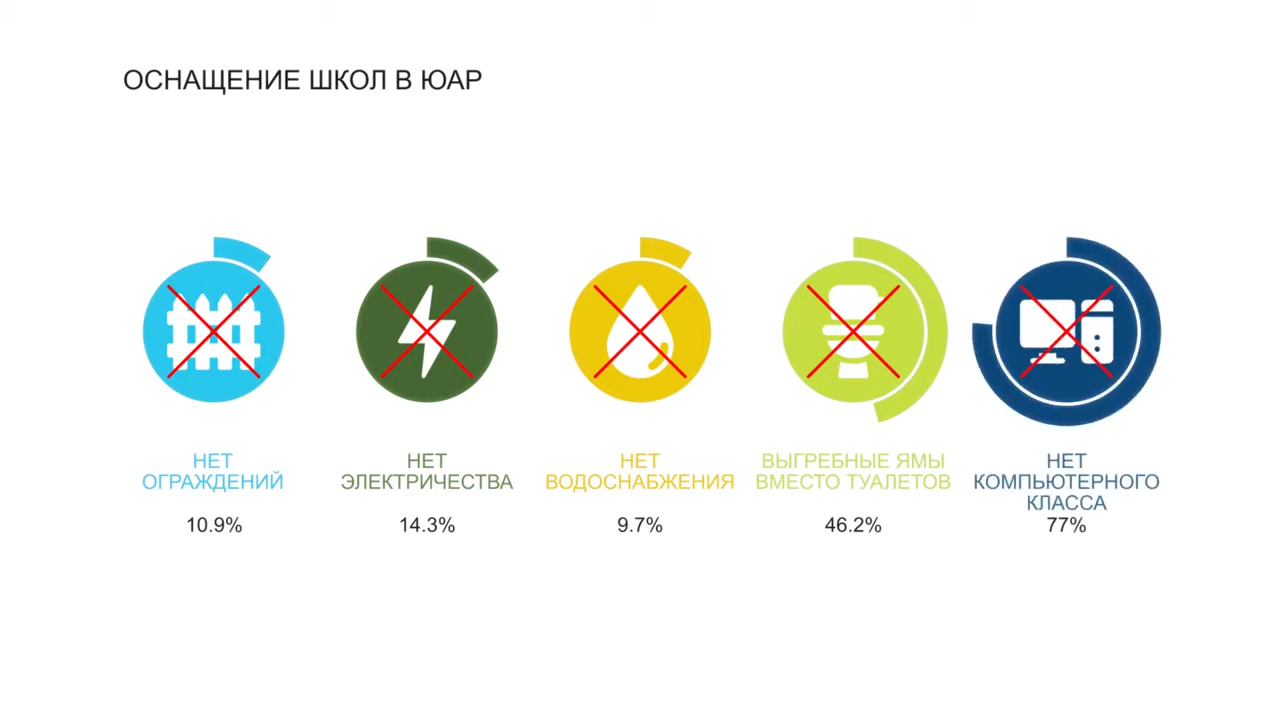 ОСНАЩЕНИЕ ШКОЛ В ЮАР
НЕТ
ОГРАЖДЕНИЙ
10.9%
НЕТ
ЭЛЕКТРИЧЕСТВА
14.3%
НЕТ
ВОДОСНАБЖЕНИЯ
9.7%
ВЫГРЕБНЫЕ ЯМЫ
ВМЕСТО ТУАЛЕТОВ
46.2%
НЕТ
КОМПЬЮТЕРНОГО
КЛАССА
77%